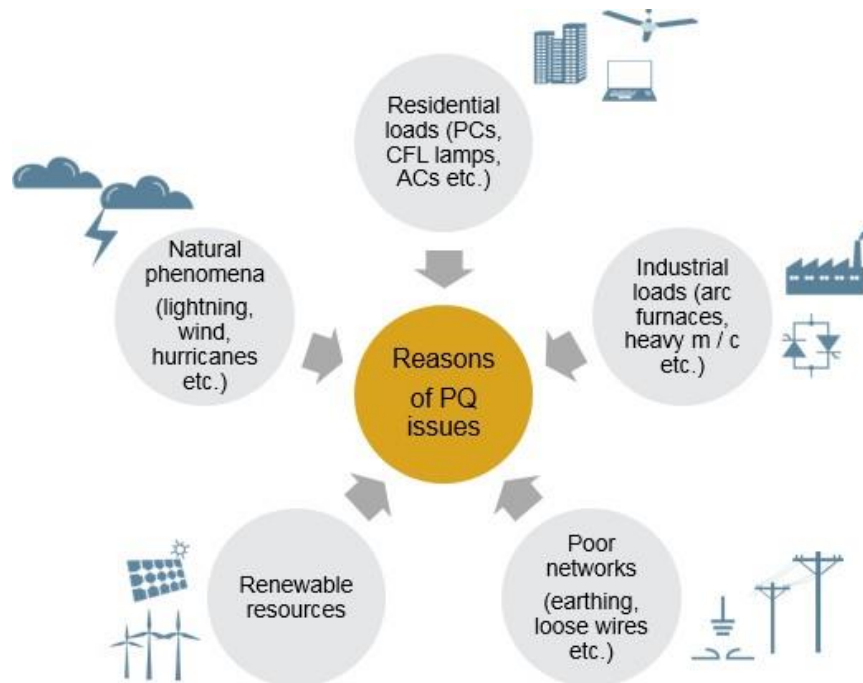 Residential
loads (PCs,
CFL lamps,
ACs etc.)
Natural
phenomena
(lightning,
wind,
hurricanes
etc.)
Industrial
loads (arc
furnaces,
heavy m / c
etc.)
Reasons
of PQ
issues
Renewable
resources
Poor
networks
(earthing,
loose wires
etc.)